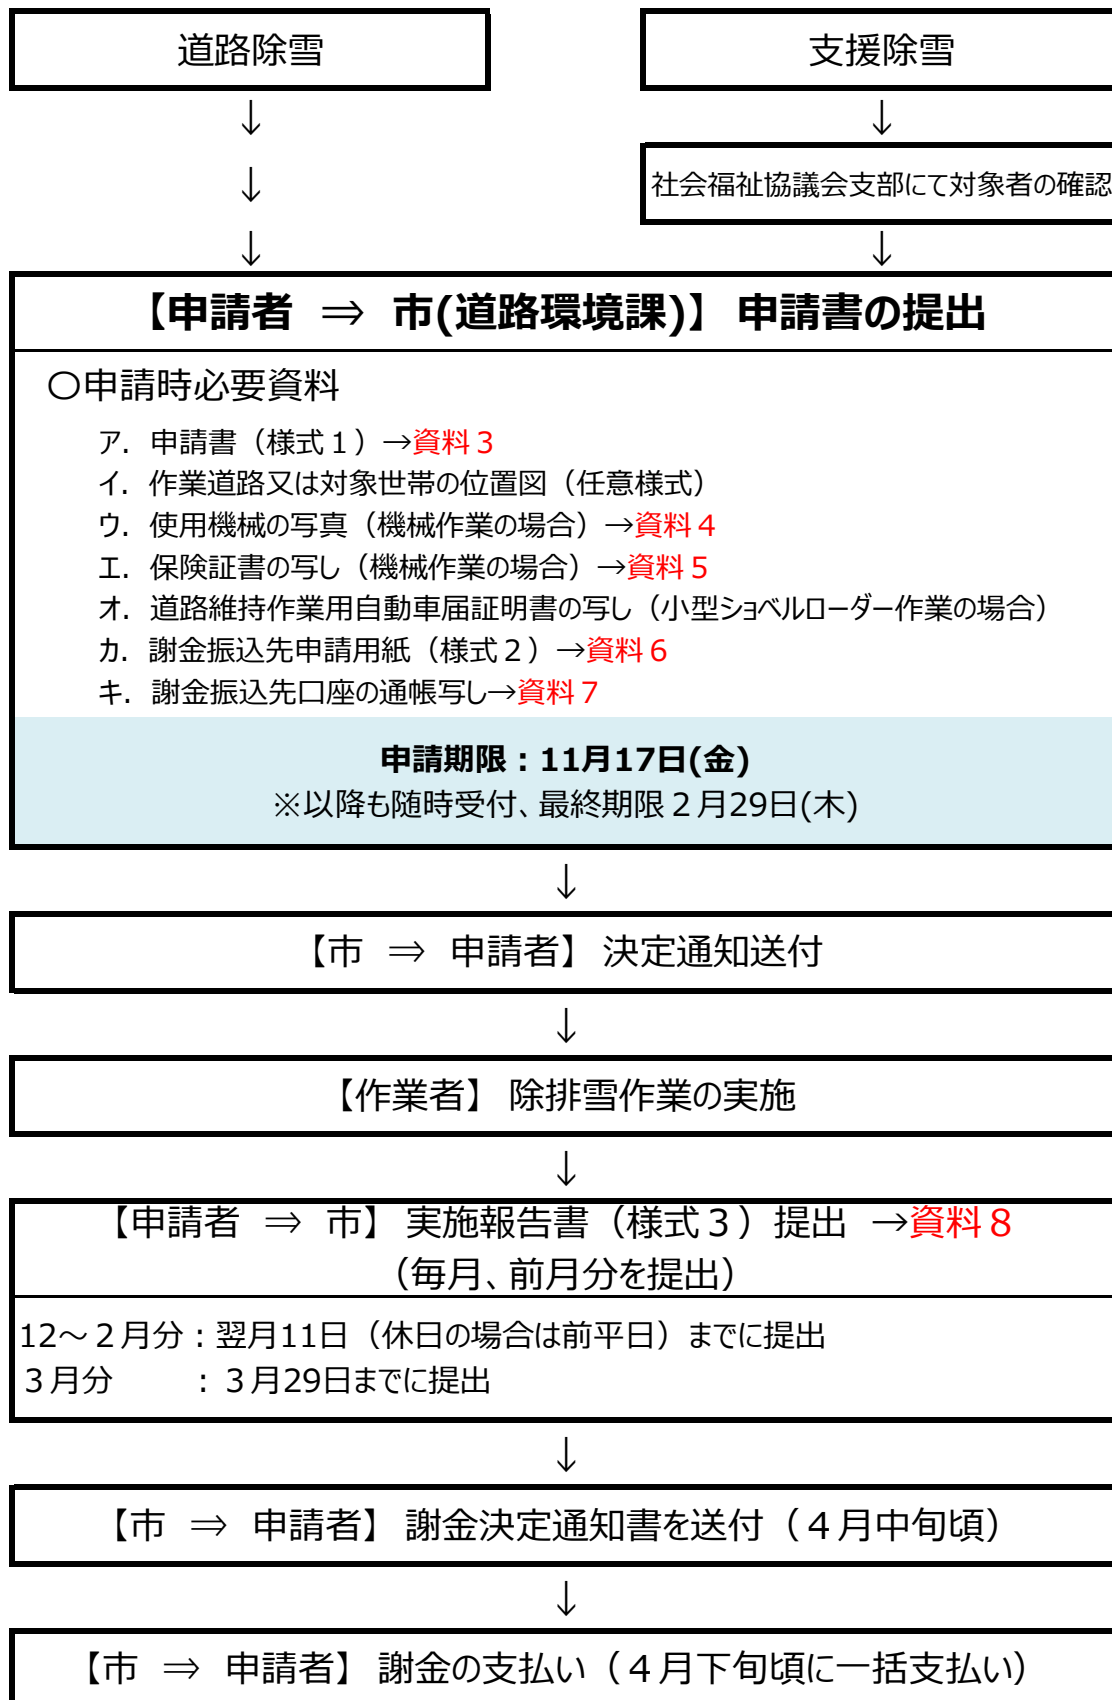 道路除雪
支援除雪
↓
↓
↓
社会福祉協議会支部にて対象者の確認
↓
↓
【申請者 ⇒ 市(道路環境課)】申請書の提出
〇申請時必要資料
ア．申請書（様式１）→資料３
イ．作業道路又は対象世帯の位置図（任意様式）
ウ．使用機械の写真（機械作業の場合）→資料４
エ．保険証書の写し（機械作業の場合）→資料５
オ．道路維持作業用自動車届証明書の写し（小型ショベルローダー作業の場合）
カ．謝金振込先申請用紙（様式２）→資料６
キ．謝金振込先口座の通帳写し→資料７
申請期限：11月17日(金)
※以降も随時受付、最終期限２月29日(木)
↓
【市 ⇒ 申請者】決定通知送付
↓
【作業者】除排雪作業の実施
↓
【申請者 ⇒ 市】実施報告書（様式３）提出 →資料８
（毎月、前月分を提出）
12～２月分：翌月11日（休日の場合は前平日）までに提出
３月分 ：３月29日までに提出
↓
【市 ⇒ 申請者】謝金決定通知書を送付（４月中旬頃）
↓
【市 ⇒ 申請者】謝金の支払い（４月下旬頃に一括支払い）